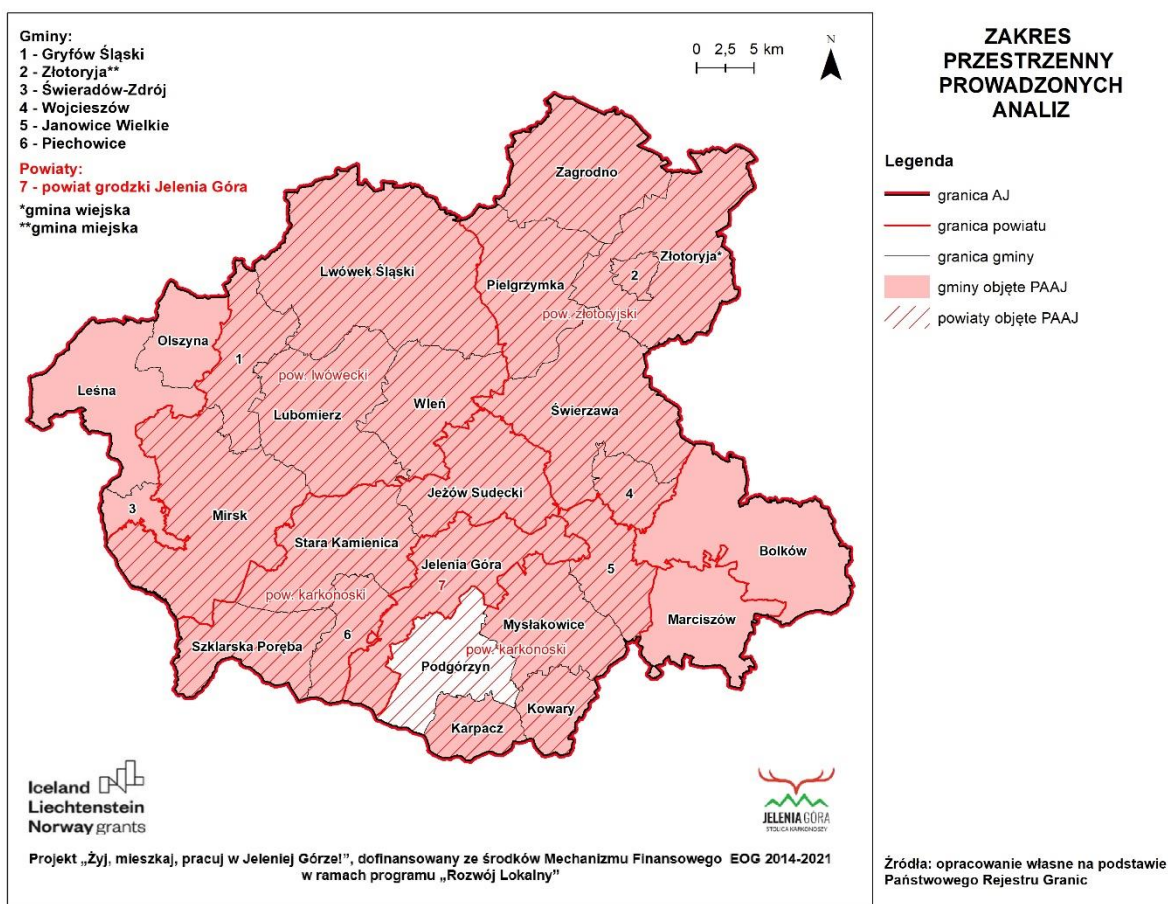 Gminy:
1 - Gryfów Śląski
2 - Złotoryja**
3 - Świeradów-Zdrój
4 - Wojcieszów
5 - Janowice Wielkie
6 - Piechowice
Powiaty:
7 - powiat grodzki Jelenia Góra
*gmina wiejska
**gmina miejska
0 2,5 5 km
N
Zagrodno
Lwówek Śląski
Pielgrzymka
2
Złotoryja*
pow. złotoryjski
Olszyna
1
Leśna
pow. lwówecki
Lubomierz
Wleń
Świerzawa
3
Mirsk
Jeżów Sudecki
4
Stara Kamienica
Jelenia Góra
7
5
Bolków
pow. karkonoski
Szklarska Poręba
6
Mysłakowice
pow. karkonoski
Marciszów
Podgórzyn
Kowary
Karpacz
Iceland
Liechtenstein
Norway grants
JELENIA GÓRA
STOLICA KARKONOSZY
Projekt „Żyj, mieszkaj, pracuj w Jeleniej Górze!”, dofinansowany ze środków Mechanizmu Finansowego EOG 2014-2021
w ramach programu „Rozwój Lokalny”
ZAKRES
PRZESTRZENNY
PROWADZONYCH
ANALIZ
Legenda
granica AJ
granica powiatu
granica gminy
gminy objęte PAAJ
powiaty objęte PAAJ
Źródła: opracowanie własne na podstawie
Państwowego Rejestru Granic